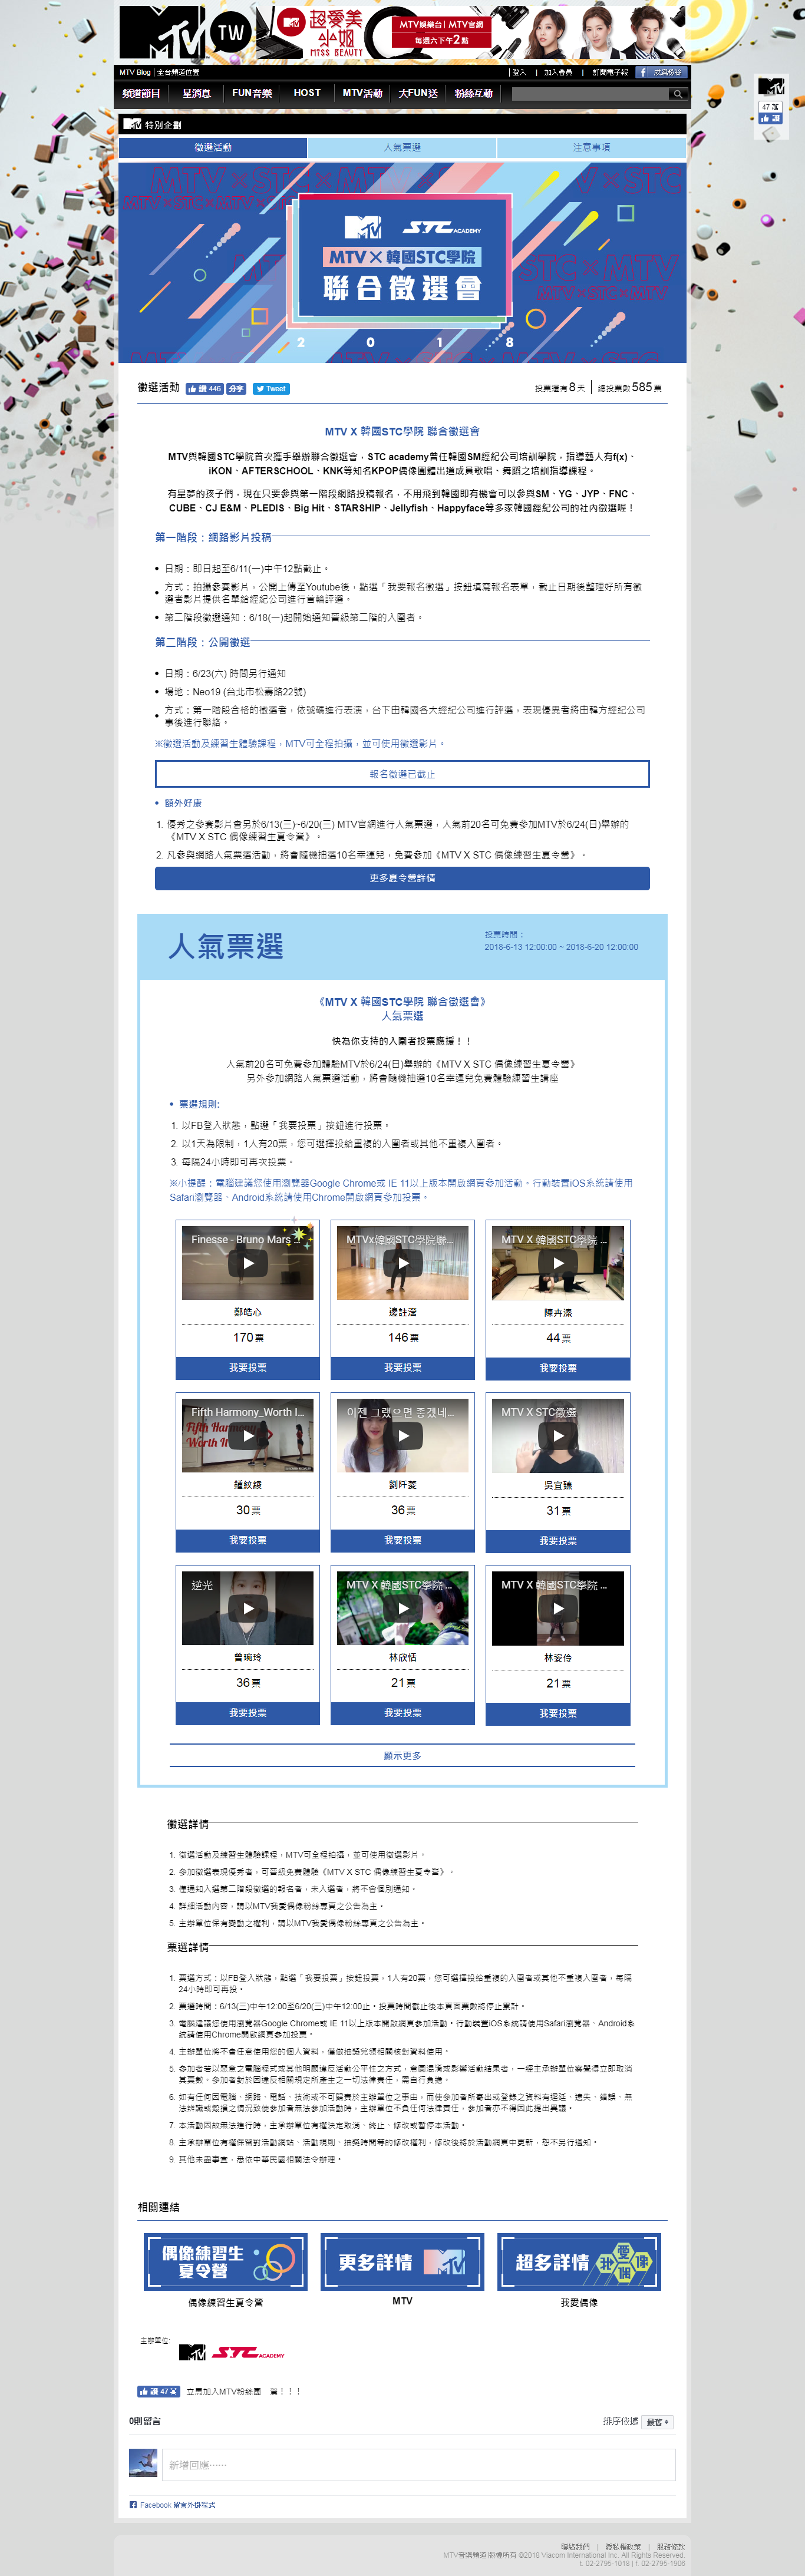 MTV TW
超愛美小姐
MISS BEAUTY
MTV娛樂台 | MTV官網
每週六下午2點
MTV Blog | 全台頻道位置
登入 | 加入會員 | 訂閱電子報
成為粉絲
頻道節目 星消息 FUN音樂 HOST MTV活動 大FUN送 粉絲互動
47 萬
讚
特別企劃
徵選活動 人氣票選 注意事項
MTV STC ACADEMY
MTV X 韓國STC學院
聯合徵選會
2 0 1 8
徵選活動 讚 446 分享 Tweet
投票還有8天 | 總投票數585票
MTV X 韓國STC學院 聯合徵選會
MTV與韓國STC學院首次攜手舉辦聯合徵選會，STC academy曾任韓國SM經紀公司培訓學院，指導藝人有f(x)、
iKON、AFTERSCHOOL、KNK等知名KPOP偶像團體出道成員歌唱、舞蹈之培訓指導課程。
有星夢的孩子們，現在只要參與第一階段網路投稿報名，不用飛到韓國即有機會可以參與SM、YG、JYP、FNC、
CUBE、CJ E&M、PLEDIS、Big Hit、STARSHIP、Jellyfish、Happyface等多家韓國經紀公司的社內徵選喔！
第一階段：網路影片投稿
日期：即日起至6/11(一)中午12點截止。
方式：拍攝參賽影片，公開上傳至Youtube後，點選「我要報名徵選」按鈕填寫報名表單，截止日期後整理好所有徵
選者影片提供名單給經紀公司進行首輪評選。
第二階段徵選通知：6/18(一)起開始通知晉級第二階的入圍者。
第二階段：公開徵選
日期：6/23(六) 時間另行通知
場地：Neo19 (台北市松壽路22號)
方式：第一階段合格的徵選者，依號碼進行表演，台下由韓國各大經紀公司進行評選，表現優異者將由韓方經紀公司
事後進行聯絡。
※徵選活動及練習生體驗課程，MTV可全程拍攝，並可使用徵選影片。
報名徵選已截止
額外好康
1. 優秀之參賽影片會另於6/13(三)~6/20(三) MTV官網進行人氣票選，人氣前20名可免費參加MTV於6/24(日)舉辦的
《MTV X STC 偶像練習生夏令營》。
2. 凡參與網路人氣票選活動，將會隨機抽選10名幸運兒，免費參加《MTV X STC 偶像練習生夏令營》。
更多夏令營詳情
人氣票選
投票時間：
2018-6-13 12:00:00 ~ 2018-6-20 12:00:00
《MTV X 韓國STC學院 聯合徵選會》
人氣票選
快為你支持的入圍者投票應援！！
人氣前20名可免費參加體驗MTV於6/24(日)舉辦的《MTV X STC 偶像練習生夏令營》
另外參加網路人氣票選活動，將會隨機抽選10名幸運兒免費體驗練習生講座
票選規則:
1. 以FB登入狀態，點選「我要投票」按鈕進行投票。
2. 以1天為限制，1人有20票，您可選擇投給重複的入圍者或其他不重複入圍者。
3. 每隔24小時即可再次投票。
※小提醒：電腦建議您使用瀏覽器Google Chrome或 IE 11以上版本開啟網頁參加活動。行動裝置iOS系統請使用
Safari瀏覽器、Android系統請使用Chrome開啟網頁參加投票。
Finesse - Bruno Mars ... MTVx韓國STC學院聯... MTV X 韓國STC學院 ...
鄭皓心 陳卉溱
170票 146票 44票
我要投票 我要投票 我要投票
Fifth Harmony_Worth I... 이젠 그랬으면 좋겠네... MTV X STC徵選
Fifth Harmony
Worth It
鍾紋綾 劉阡菱 吳宜臻
30票 36票 31票
我要投票 我要投票 我要投票
逆光 MTV X 韓國STC學院 ... MTV X 韓國STC學院 ...
曾琬玲 林欣恬 林姿伶
36票 21票 21票
我要投票 我要投票 我要投票
顯示更多
徵選詳情
1. 徵選活動及練習生體驗課程，MTV可全程拍攝，並可使用徵選影片。
2. 參加徵選表現優秀者，可晉級免費體驗《MTV X STC 偶像練習生夏令營》。
3. 僅通知入選第二階段徵選的報名者，未入選者，將不會個別通知。
4. 詳細活動內容，請以MTV我愛偶像粉絲專頁之公告為主。
5. 主辦單位保有變動之權利，請以MTV我愛偶像粉絲專頁之公告為主。
票選詳情
1. 票選方式：以FB登入狀態，點選「我要投票」按鈕投票，1人有20票，您可選擇投給重複的入圍者或其他不重複入圍者，每隔
24小時即可再投。
2. 票選時間：6/13(三)中午12:00至6/20(三)中午12:00止。投票時間截止後本頁面票數將停止累計。
3. 電腦建議您使用瀏覽器Google Chrome或 IE 11以上版本開啟網頁參加活動。行動裝置iOS系統請使用Safari瀏覽器、Android系
統請使用Chrome開啟網頁參加投票。
4. 主辦單位將不會任意使用您的個人資料，僅做抽獎兌領相關核對資料使用。
5. 參加者若以惡意之電腦程式或其他明顯違反活動公平性之方式，意圖混淆或影響活動結果者，一經主承辦單位察覺得立即取消
其票數。參加者對於因違反相關規定所產生之一切法律責任，需自行負擔。
6. 如有任何因電腦、網路、電話、技術或不可歸責於主辦單位之事由，而使參加者所寄出或登錄之資料有遲延、遺失、錯誤、無
法辨識或毀損之情況致使參加者無法參加活動時，主辦單位不負任何法律責任，參加者亦不得因此提出異議。
7. 本活動因故無法進行時，主承辦單位有權決定取消、終止、修改或暫停本活動。
8. 主承辦單位有權保留對活動網站、活動規則、抽獎時間等的修改權利，修改後將於活動網頁中更新，恕不另行通知。
9. 其他未盡事宜，悉依中華民國相關法令辦理。
相關連結
偶像練習生
夏令營
更多詳情 MTV
超多詳情 我愛偶像
偶像練習生夏令營 MTV 我愛偶像
主辦單位:
MTV STC ACADEMY
讚 47 萬 立馬加入MTV粉絲團 驚！！！
0則留言 排序依據 最舊
新增回應......
Facebook 留言外掛程式
聯絡我們 | 隱私權政策 | 服務條款
MTV音樂頻道 版權所有 ©2018 Viacom International Inc. All Rights Reserved.
t. 02-2795-1018 | f. 02-2795-1906